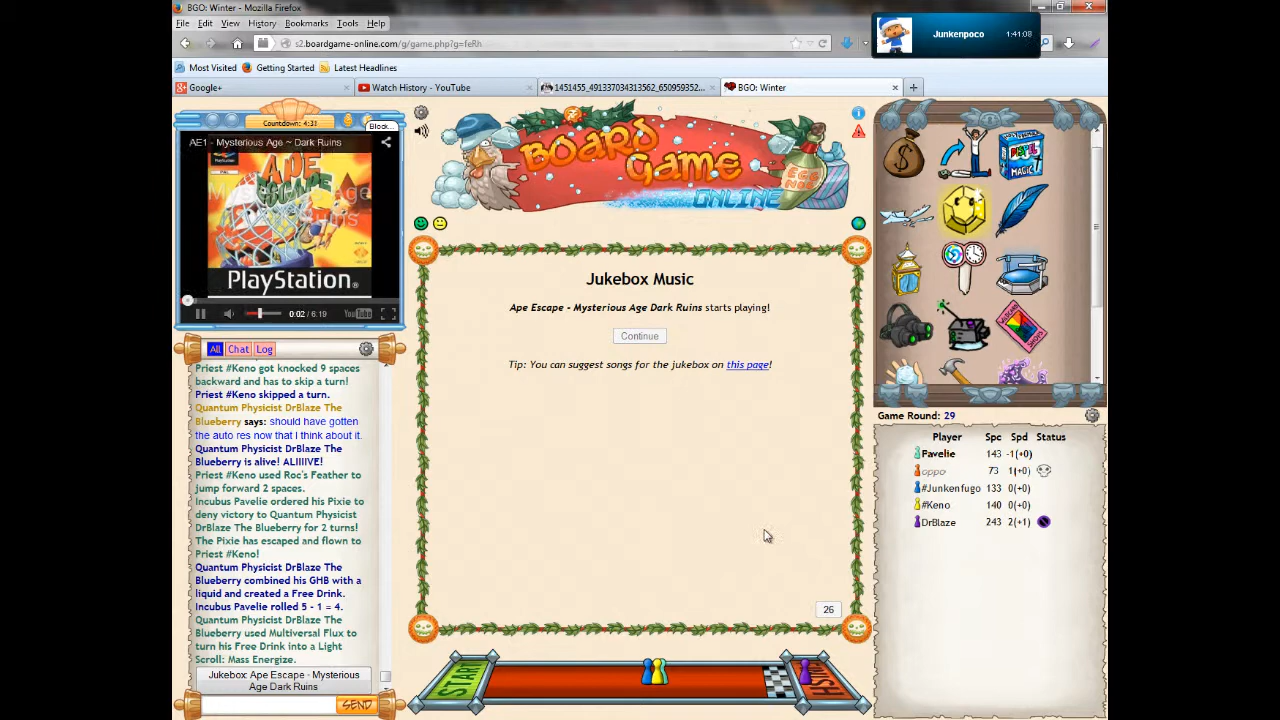 BGO: Winter - Mozilla Firefox
File Edit View History Bookmarks Tools Help
s2.boardgame-online.com/g/game.php?g=feRh
Junkenpoco 1:41:08
Most Visited Getting Started Latest Headlines
Google+
Watch History - YouTube
1451455_491337034313562_650959352...
BGO: Winter
Countdown: 4:31
Block...
AE1 - Mysterious Age ~ Dark Ruins
APE
ESCAPE
PlayStation
0:02 / 6:19
YouTube
All Chat Log
Priest #Keno got knocked 9 spaces
backward and has to skip a turn!
Priest #Keno skipped a turn.
Quantum Physicist DrBlaze The
Blueberry says: should have gotten
the auto res now that I think about it.
Quantum Physicist DrBlaze The
Blueberry is alive! ALIIIIVE!
Priest #Keno used Roc's Feather to
jump forward 2 spaces.
Incubus Pavelie ordered his Pixie to
deny victory to Quantum Physicist
DrBlaze The Blueberry for 2 turns!
The Pixie has escaped and flown to
Priest #Keno!
Quantum Physicist DrBlaze The
Blueberry combined his GHB with a
liquid and created a Free Drink.
Incubus Pavelie rolled 5 - 1 = 4.
Quantum Physicist DrBlaze The
Blueberry used Multiversal Flux to
turn his Free Drink into a Light
Scroll: Mass Energize.
Jukebox: Ape Escape - Mysterious
Age Dark Ruins
SEND
BOARD
Game
ONLINE
EGG
NOG
Jukebox Music
Ape Escape - Mysterious Age Dark Ruins starts playing!
Continue
Tip: You can suggest songs for the jukebox on this page!
26
START
FINISH
MAGIC
Game Round: 29
Player Spc Spd Status
Pavelie 143 -1(+0)
oppo 73 1(+0)
#Junkenfugo 133 0(+0)
#Keno 140 0(+0)
DrBlaze 243 2(+1)